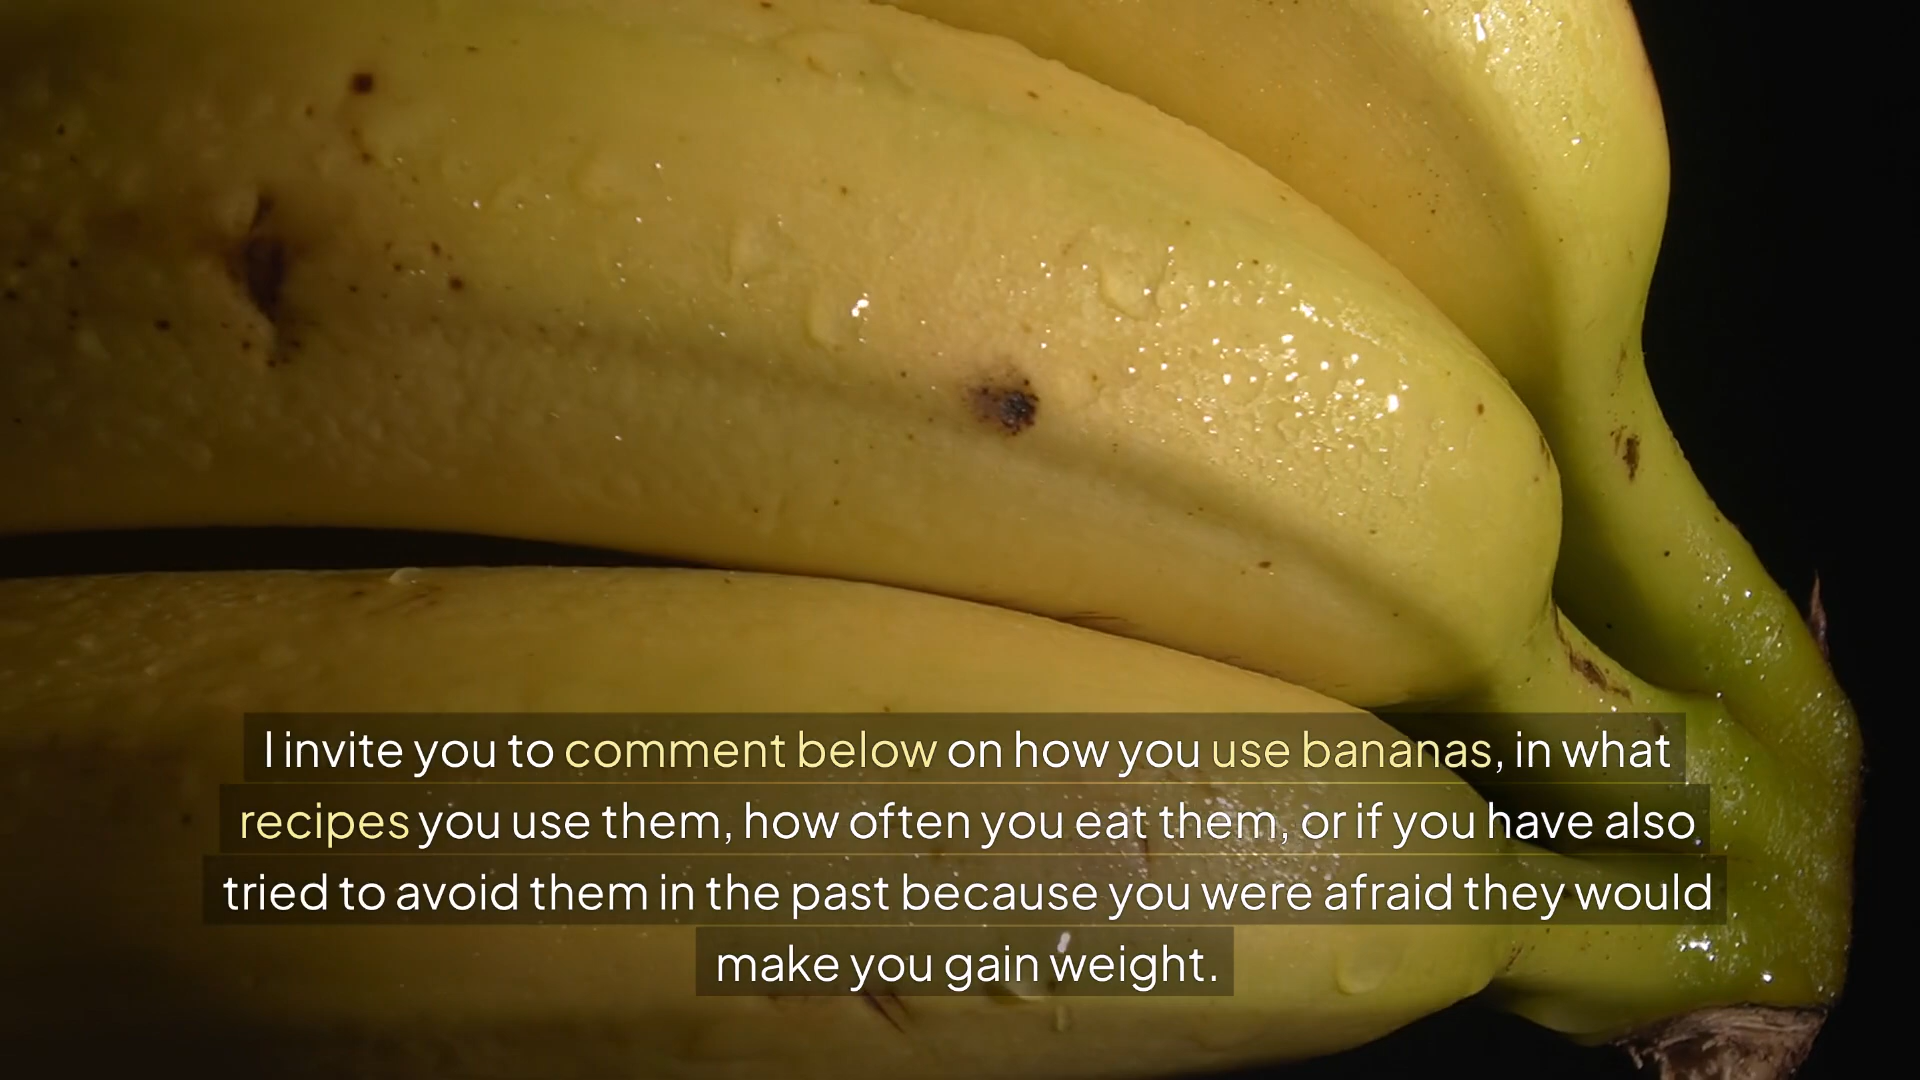 I invite you to comment below on how you use bananas, in what
recipes you use them, how often you eat them, or if you have also
tried to avoid them in the past because you were afraid they would
make you gain weight.